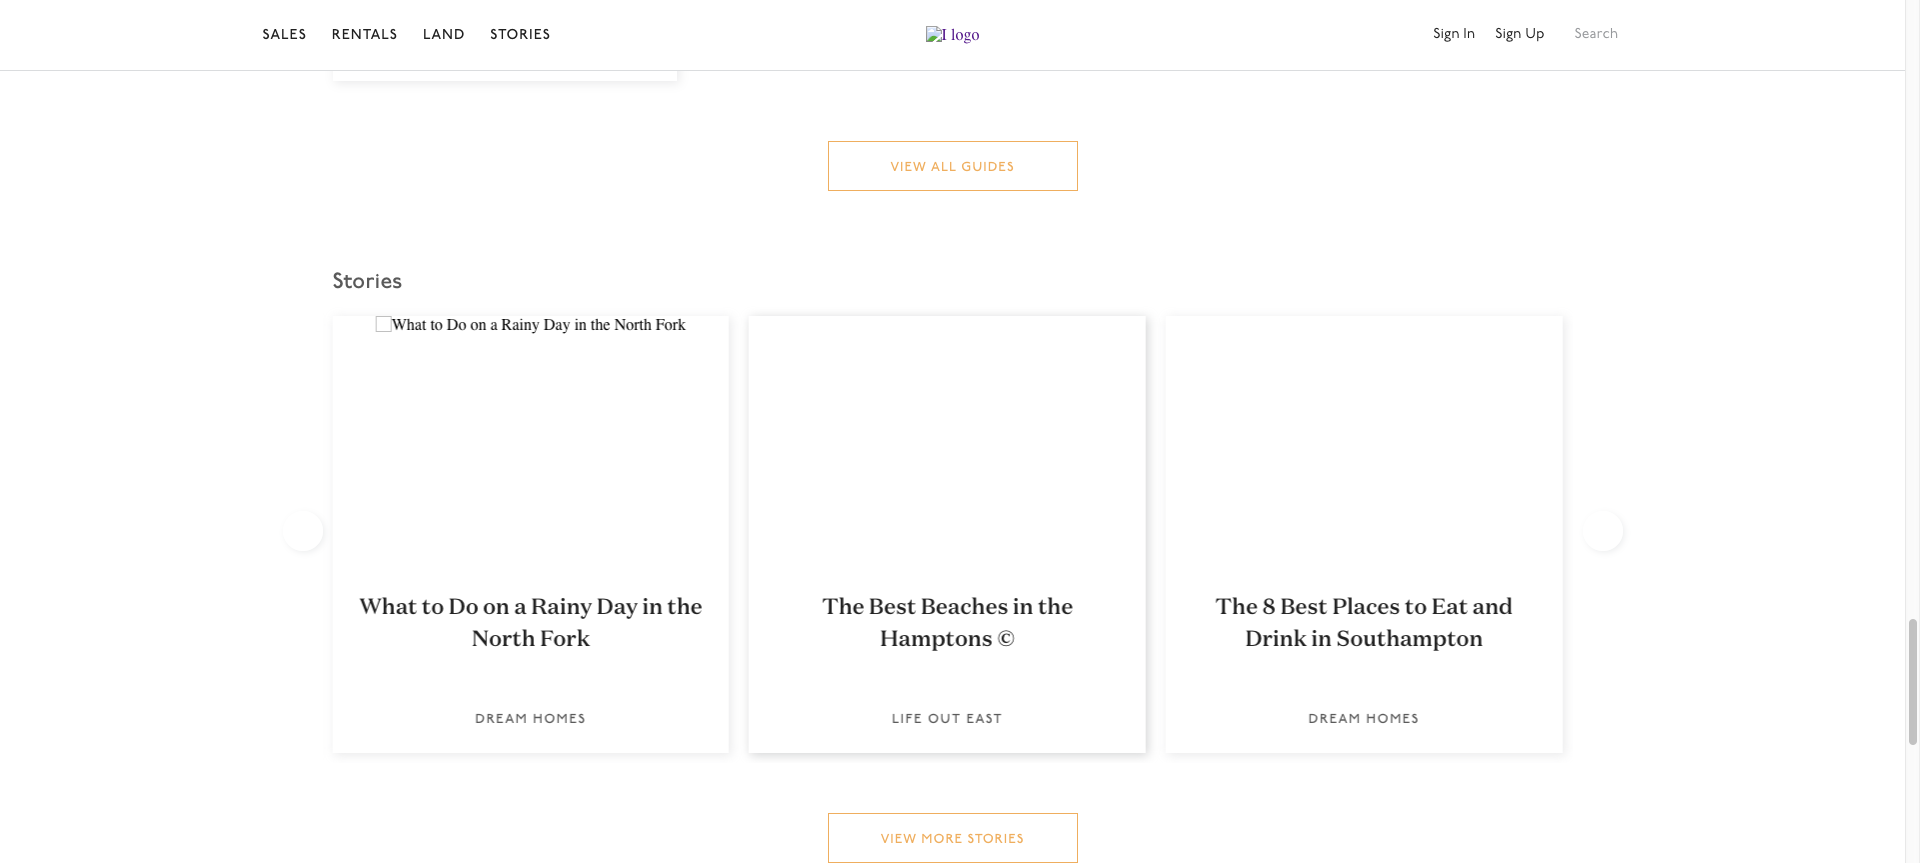 SALES RENTALS LAND STORIES I logo Sign In Sign Up Search
VIEW ALL GUIDES
Stories
What to Do on a Rainy Day in the North Fork
What to Do on a Rainy Day in the
North Fork
DREAM HOMES
The Best Beaches in the
Hamptons ©
LIFE OUT EAST
The 8 Best Places to Eat and
Drink in Southampton
DREAM HOMES
VIEW MORE STORIES